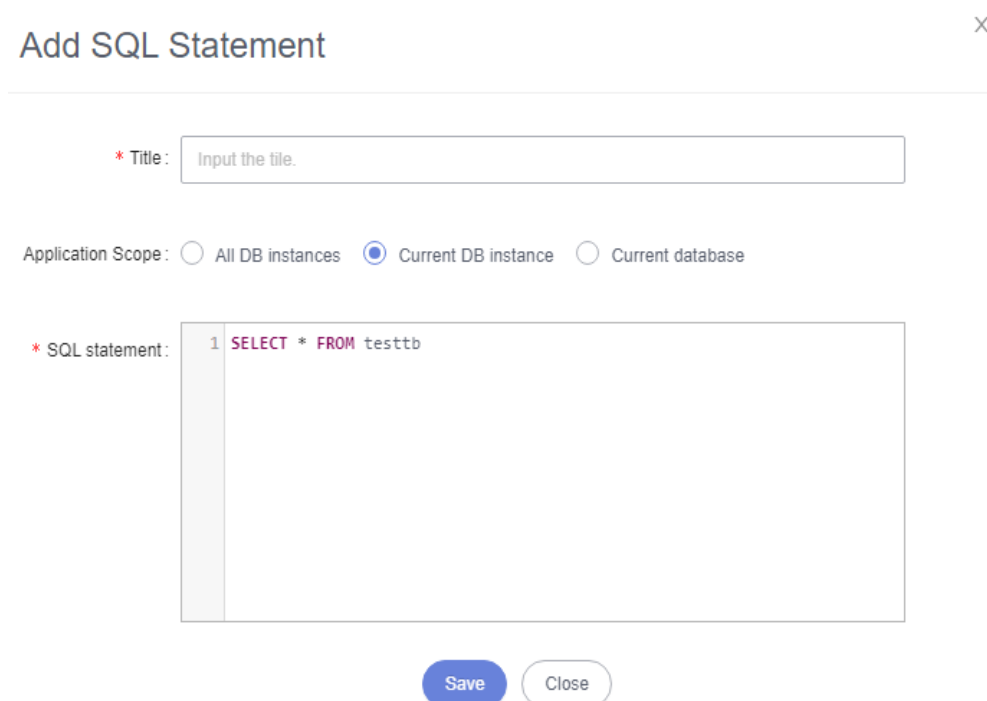 Add SQL Statement
X
* Title :
Input the tile.
Application Scope : All DB instances Current DB instance Current database
* SQL statement :
1 SELECT * FROM testtb
Save Close